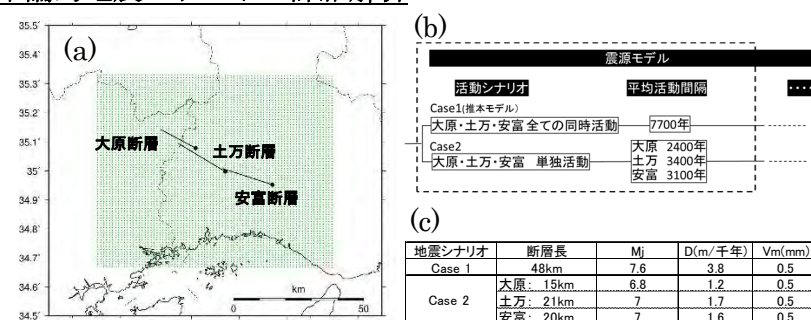 (a)
35.5
35.4
35.3
35.2
35.1
35
34.9
34.8
34.7
34.6
34.5
大原断層
土万断層
安富断層
km
0 50
(b)
震源モデル
活動シナリオ 平均活動間隔
Case1(推本モデル)
大原・土万・安富 全ての同時活動 7700年
Case2
大原・土方・安富 単独活動
大原 2400年
土万 3400年
安富 3100年
(c)
地震シナリオ 断層長 Mj D(m/千年) Vm(mm)
Case 1 48km 7.6 3.8 0.5
Case 2
大原: 15km 6.8 1.2 0.5
土万: 21km 7 1.7 0.5
安富: 20km 7 1.6 0.5